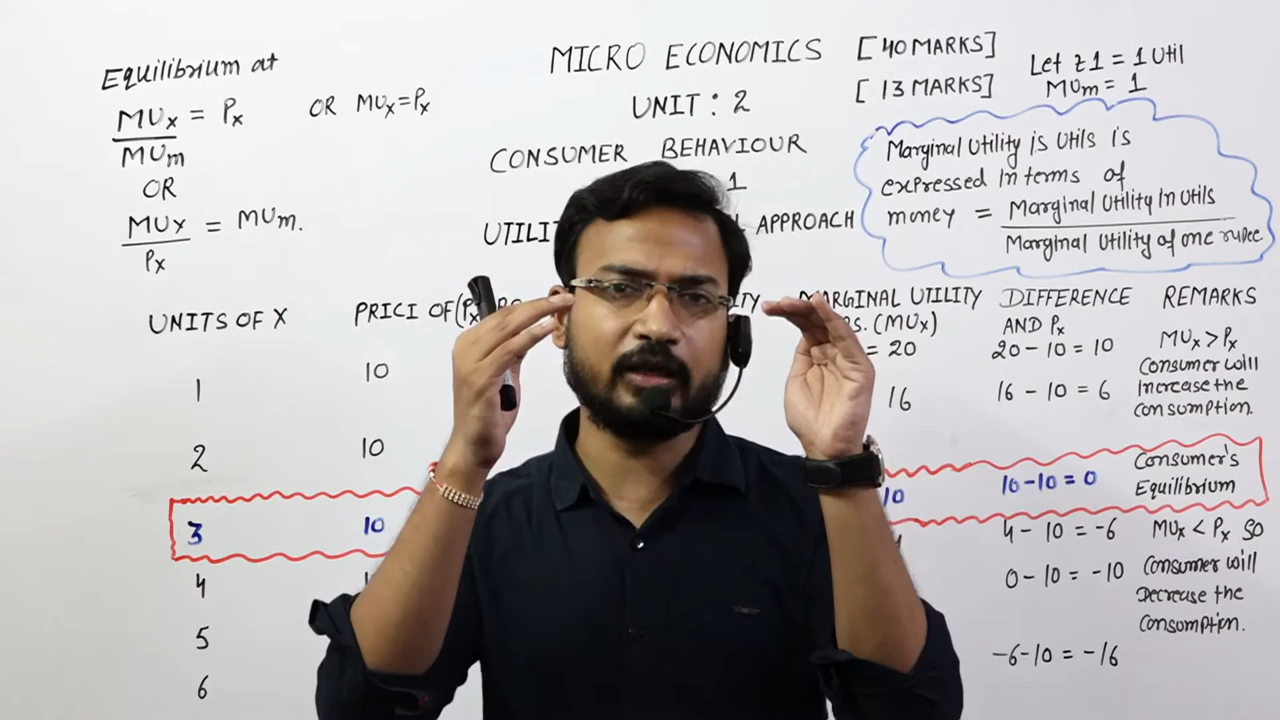 Equilibrium at
MUx = Px OR MUx=Px
MUm
OR
MUx = MUm.
Px
MICRO ECONOMICS [40 MARKS]
UNIT: 2 [13 MARKS]
CONSUMER BEHAVIOUR
1
APPROACH
Let ₹1 = 1 Util
MUm = 1
Marginal Utility is Utils is
expressed in terms of
money = Marginal Utility In Utils
Marginal Utility of one rupee
UNITS OF X PRICI OF(Px) MARGINAL UTILITY DIFFERENCE REMARKS
(MUx) AND Px
1 10 = 20 20 - 10 = 10 MUx > Px
Consumer will
increase the
consumption.
2 10 16 16 - 10 = 6
3 10 10 10-10 = 0 Consumer's
Equilibrium
4 4 - 10 = -6 MUx < Px so
5 0 - 10 = -10 Consumer will
Decrease the
consumption.
6 -6-10 = -16